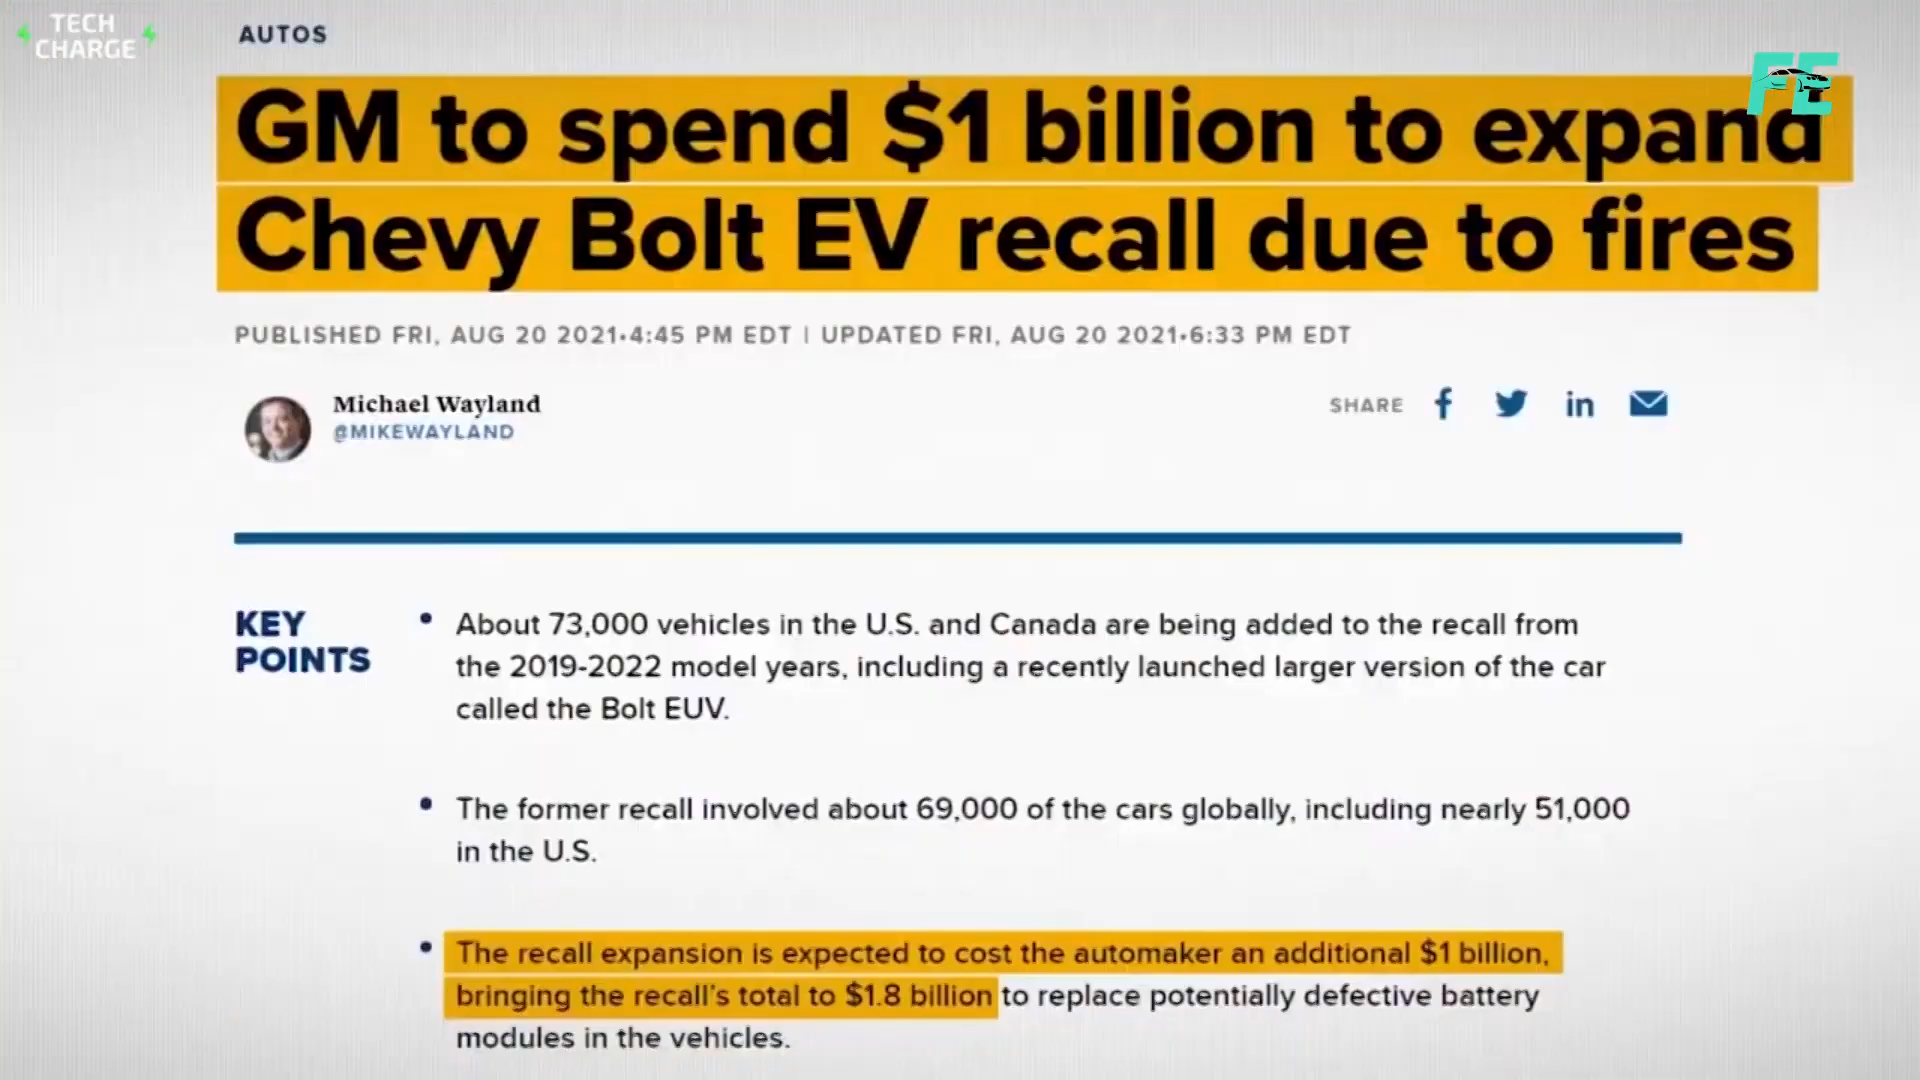 TECH
CHARGE
AUTOS
FE
GM to spend $1 billion to expand
Chevy Bolt EV recall due to fires
PUBLISHED FRI, AUG 20 2021•4:45 PM EDT | UPDATED FRI, AUG 20 2021•6:33 PM EDT
Michael Wayland
@MIKEWAYLAND
SHARE
KEY
POINTS
• About 73,000 vehicles in the U.S. and Canada are being added to the recall from
the 2019-2022 model years, including a recently launched larger version of the car
called the Bolt EUV.
• The former recall involved about 69,000 of the cars globally, including nearly 51,000
in the U.S.
• The recall expansion is expected to cost the automaker an additional $1 billion,
bringing the recall's total to $1.8 billion to replace potentially defective battery
modules in the vehicles.